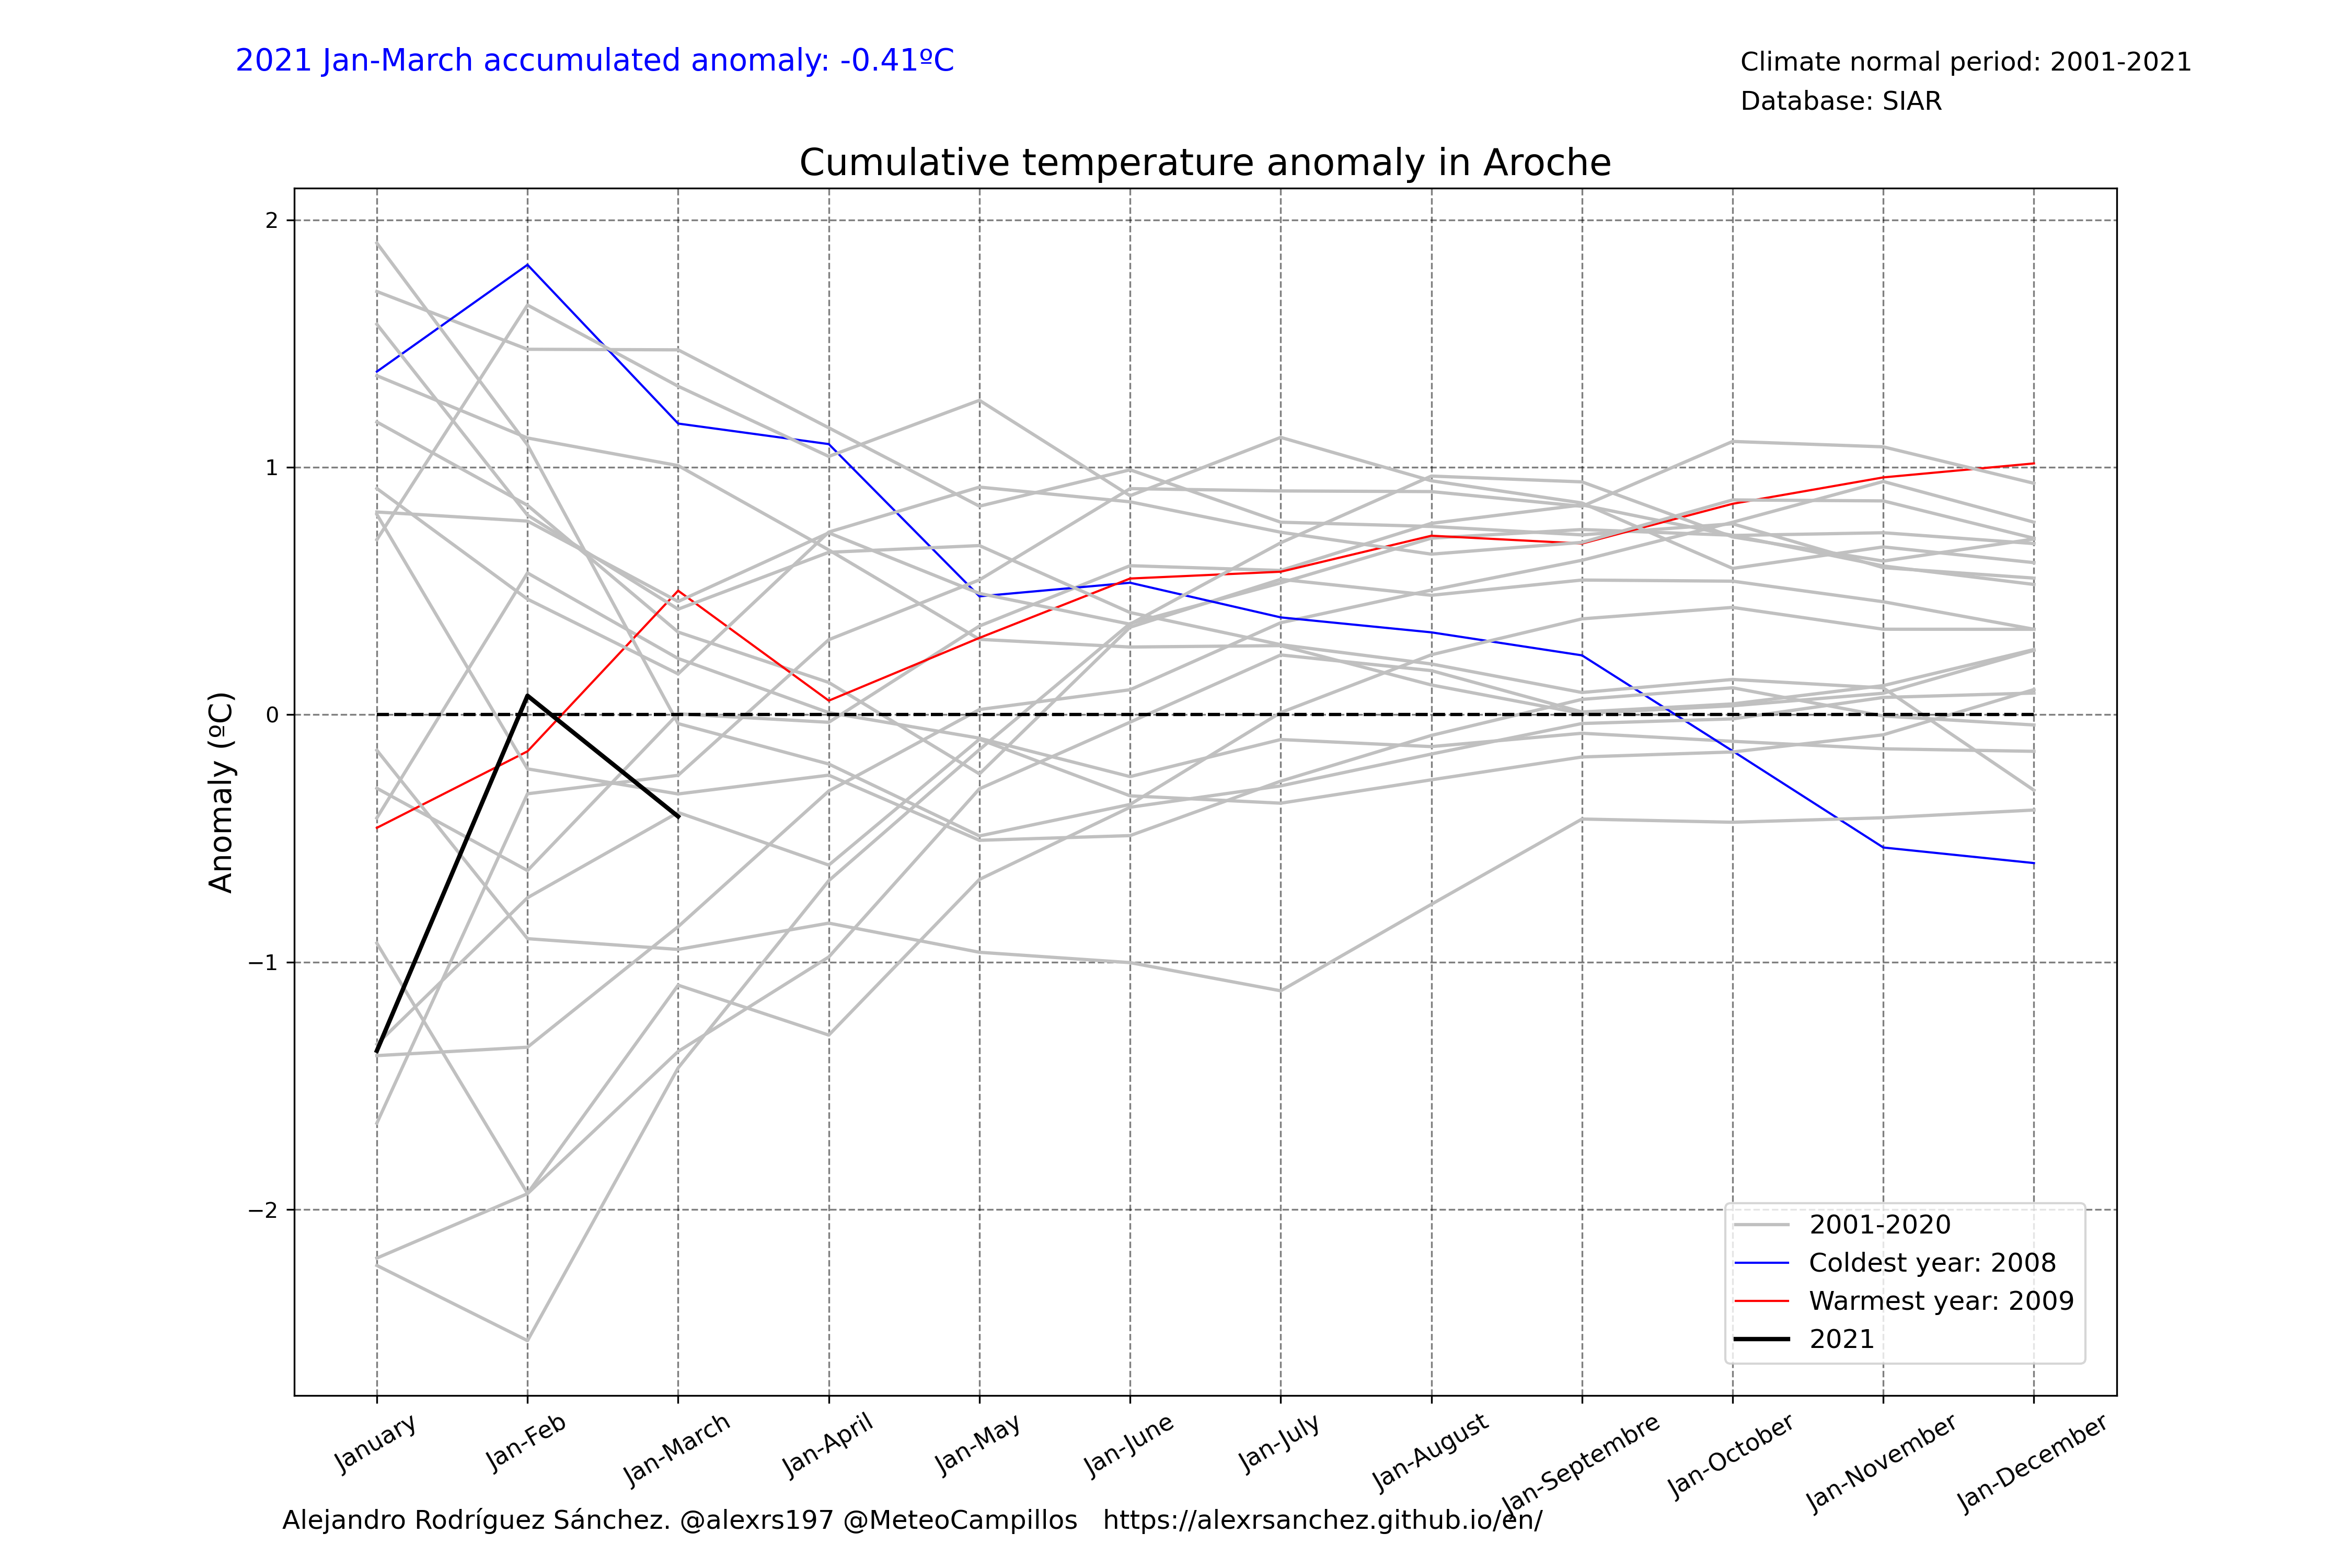 2021 Jan-March accumulated anomaly: -0.41ºC
Climate normal period: 2001-2021
Database: SIAR
Cumulative temperature anomaly in Aroche
Anomaly (ºC)
2
1
0
−1
−2
2001-2020
Coldest year: 2008
Warmest year: 2009
2021
January
Jan-Feb
Jan-March
Jan-April
Jan-May
Jan-June
Jan-July
Jan-August
Jan-Septembre
Jan-October
Jan-November
Jan-December
Alejandro Rodríguez Sánchez. @alexrs197 @MeteoCampillos https://alexrsanchez.github.io/en/